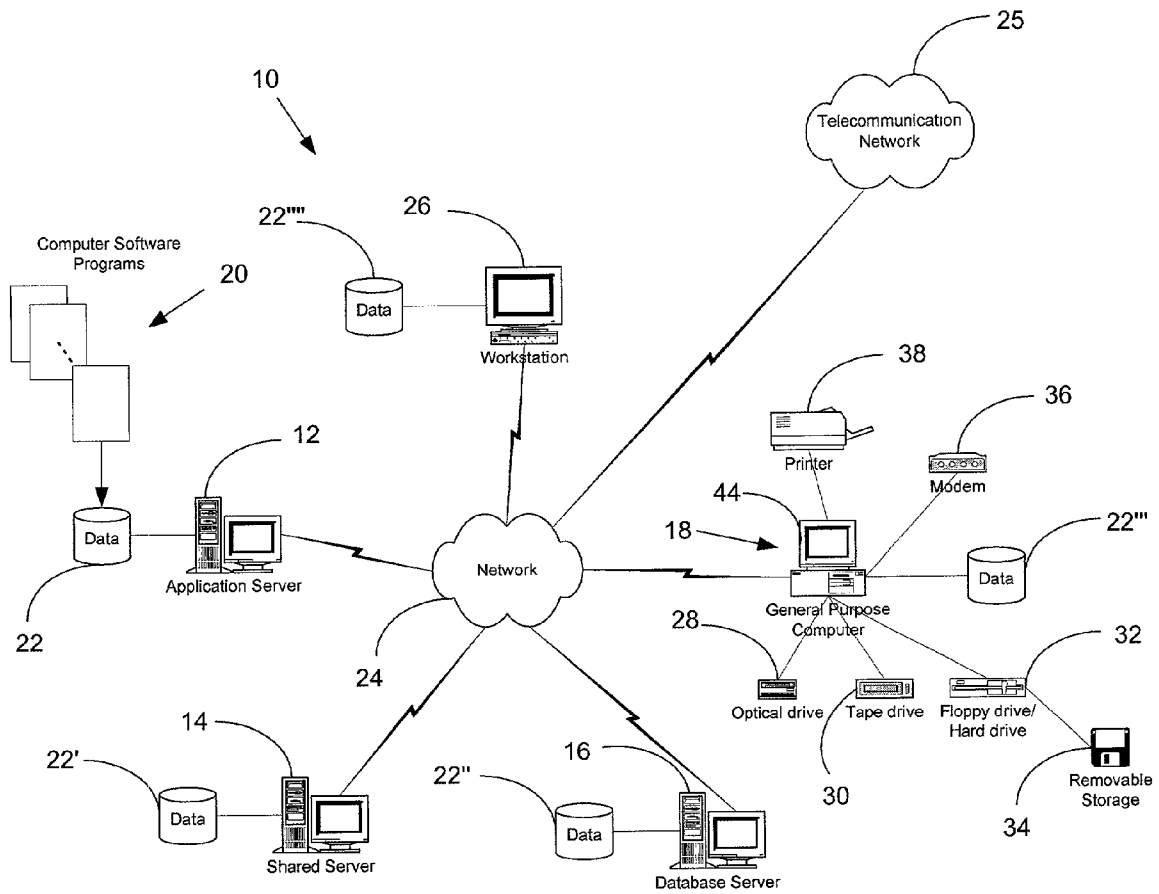 25
10
Telecommunication
Network
22""
26
Computer Software
Programs
20
Data
Workstation
38
36
12
Printer
Modem
44
18
22'''
Data
Application Server
Network
Data
General Purpose
Computer
22
24
28
32
Optical drive
Tape drive
Floppy drive/
Hard drive
14
16
22'
22"
30
34
Removable
Storage
Data
Data
Shared Server
Database Server